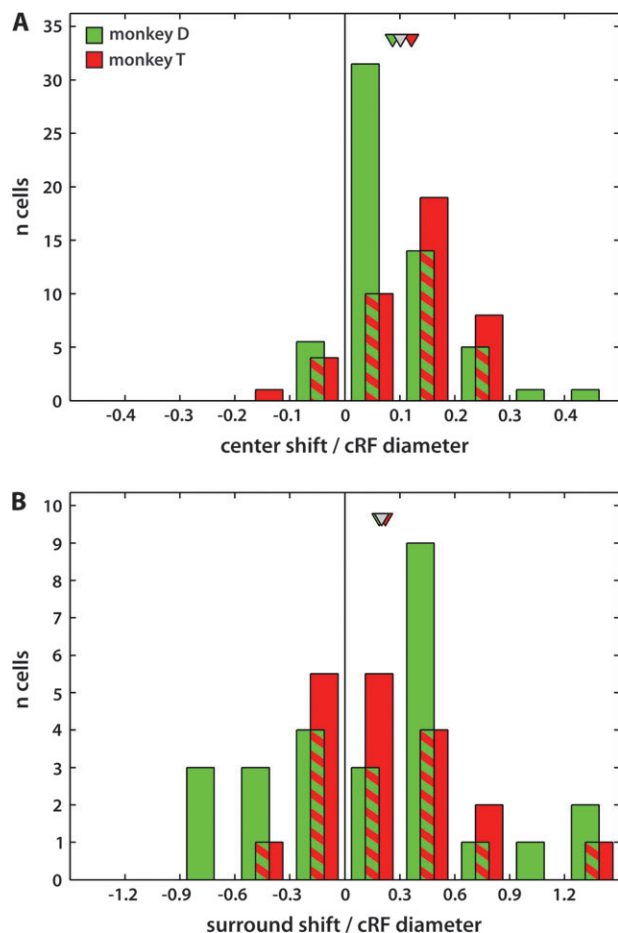 A
monkey D
monkey T
n cells
35
30
25
20
15
10
5
0
-0.4 -0.3 -0.2 -0.1 0 0.1 0.2 0.3 0.4
center shift / cRF diameter
B
n cells
10
9
8
7
6
5
4
3
2
1
0
-1.2 -0.9 -0.6 -0.3 0 0.3 0.6 0.9 1.2
surround shift / cRF diameter